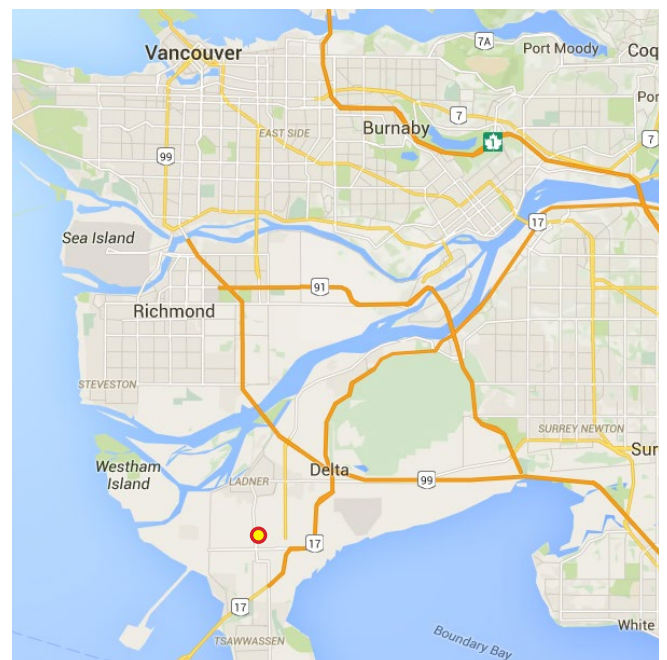 7A
Port Moody
Coq
Vancouver
Por
7
Burnaby
EAST SIDE
1
7
99
17
Sea Island
91
Richmond
STEVESTON
SURREY NEWTON
Sur
Westham
Island
Delta
LADNER
99
17
17
White
TSAWWASSEN
Boundary Bay